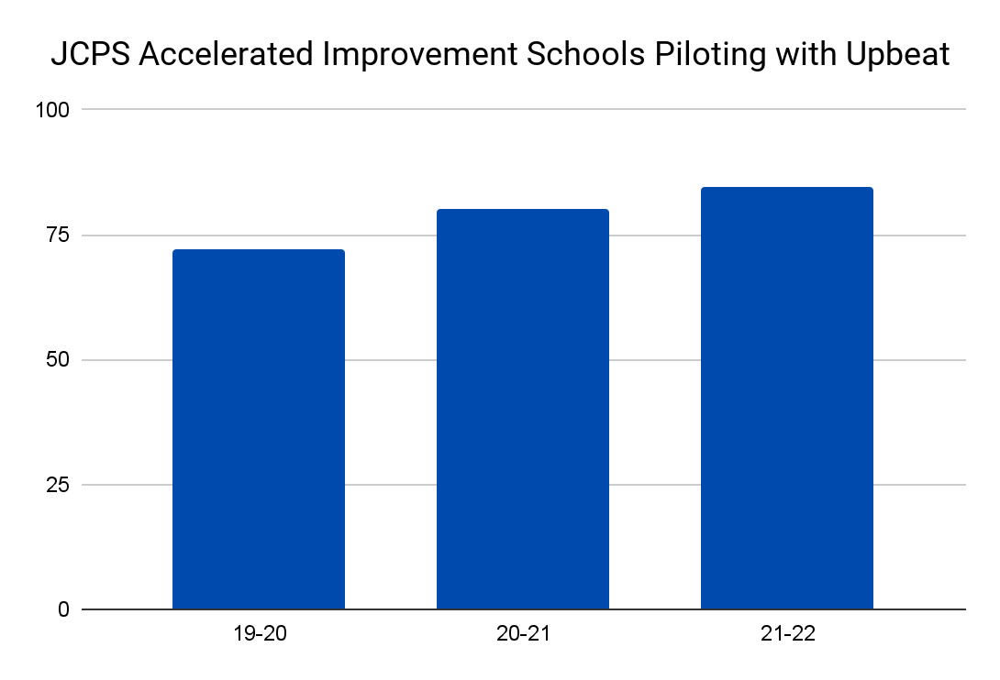 JCPS Accelerated Improvement Schools Piloting with Upbeat
100
75
50
25
0
19-20 20-21 21-22